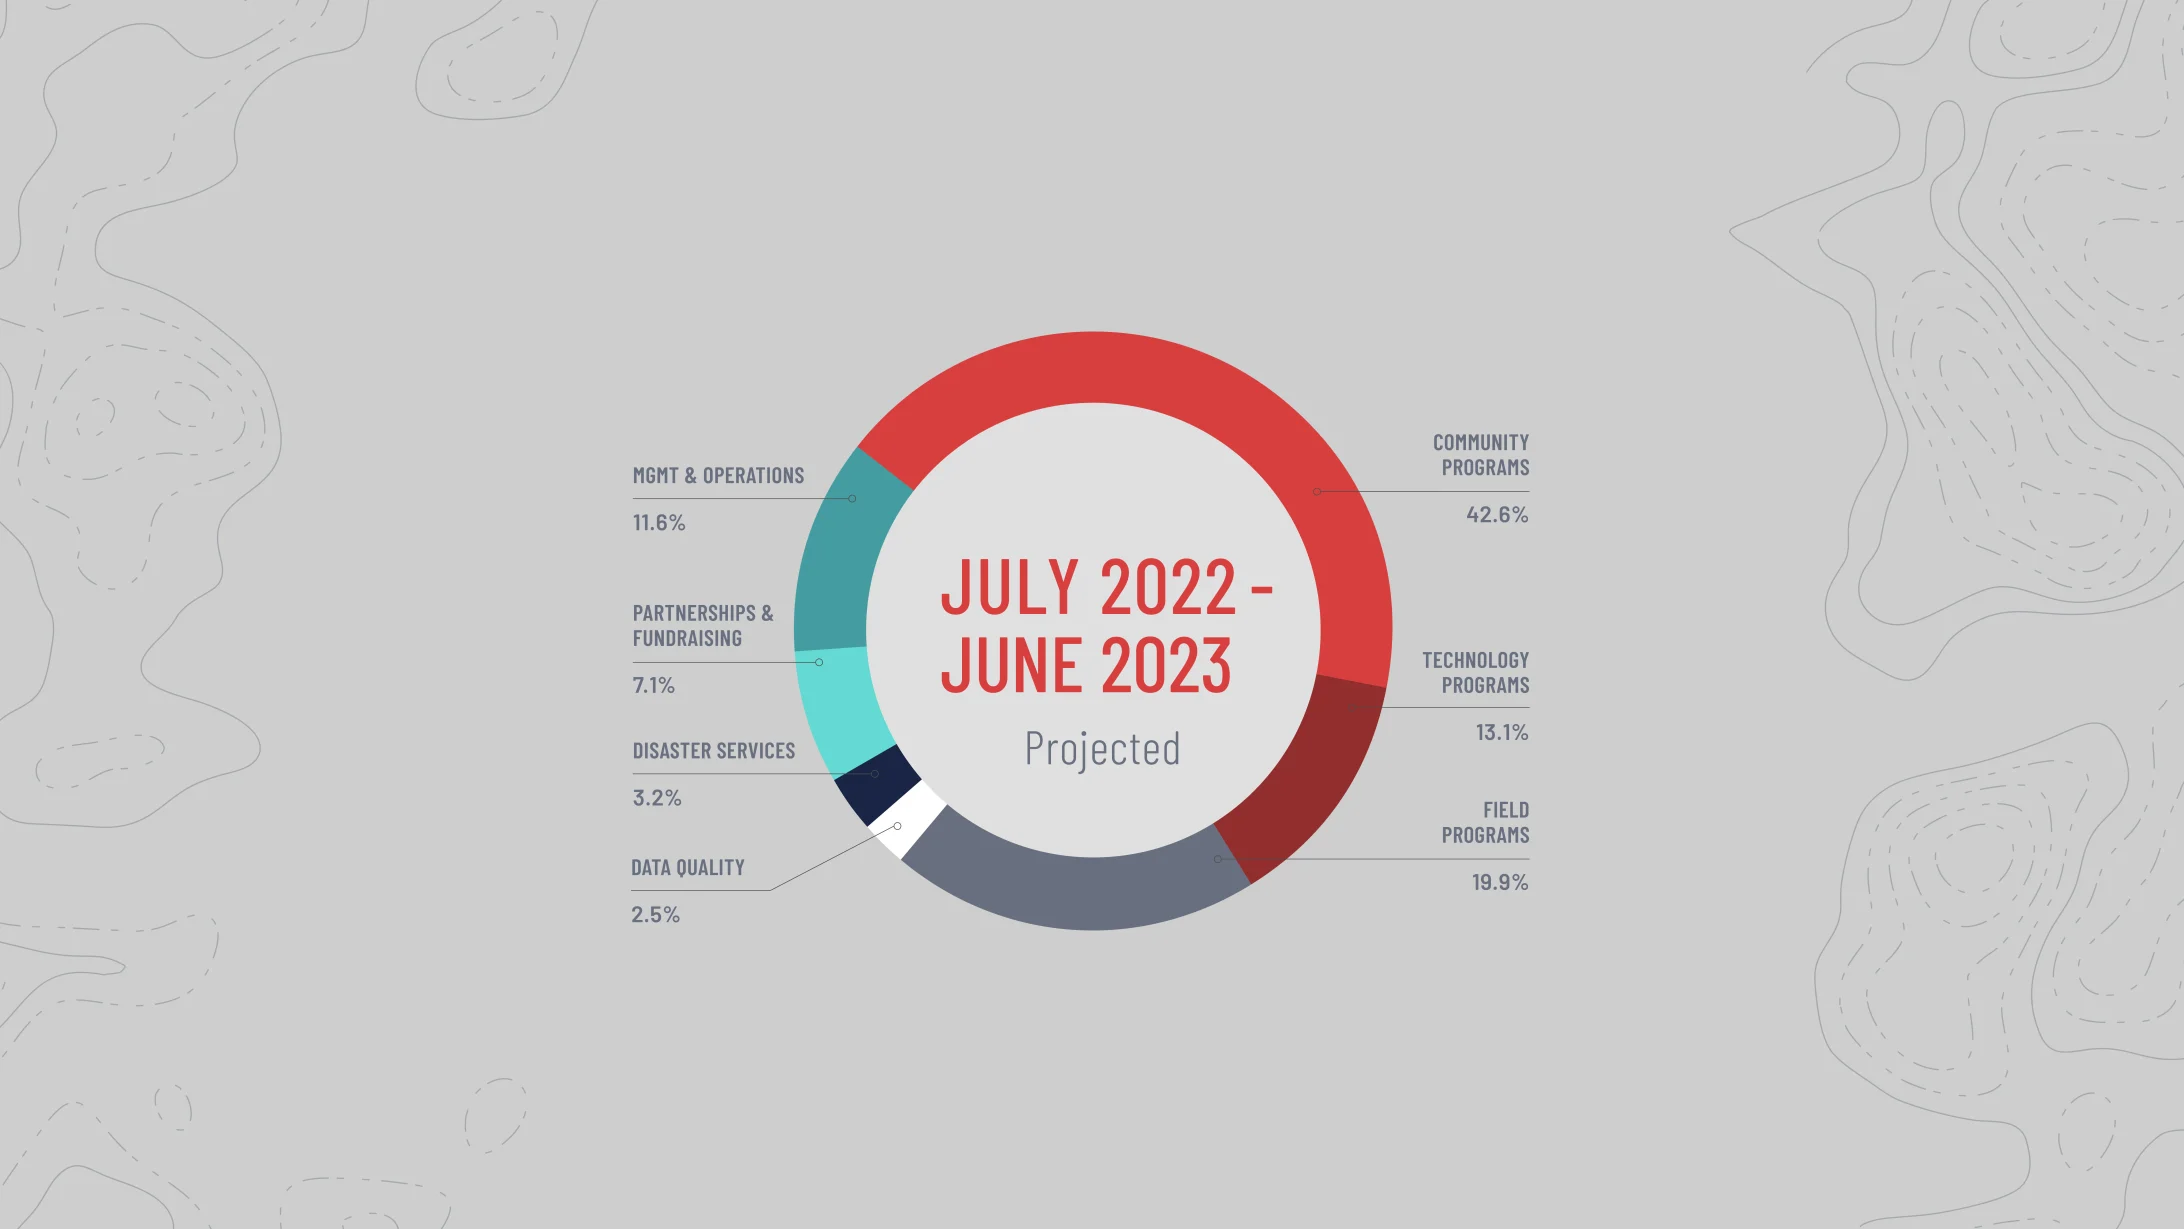 JULY 2022 -
JUNE 2023
Projected
COMMUNITY
PROGRAMS
42.6%
TECHNOLOGY
PROGRAMS
13.1%
FIELD
PROGRAMS
19.9%
MGMT & OPERATIONS
11.6%
PARTNERSHIPS &
FUNDRAISING
7.1%
DISASTER SERVICES
3.2%
DATA QUALITY
2.5%